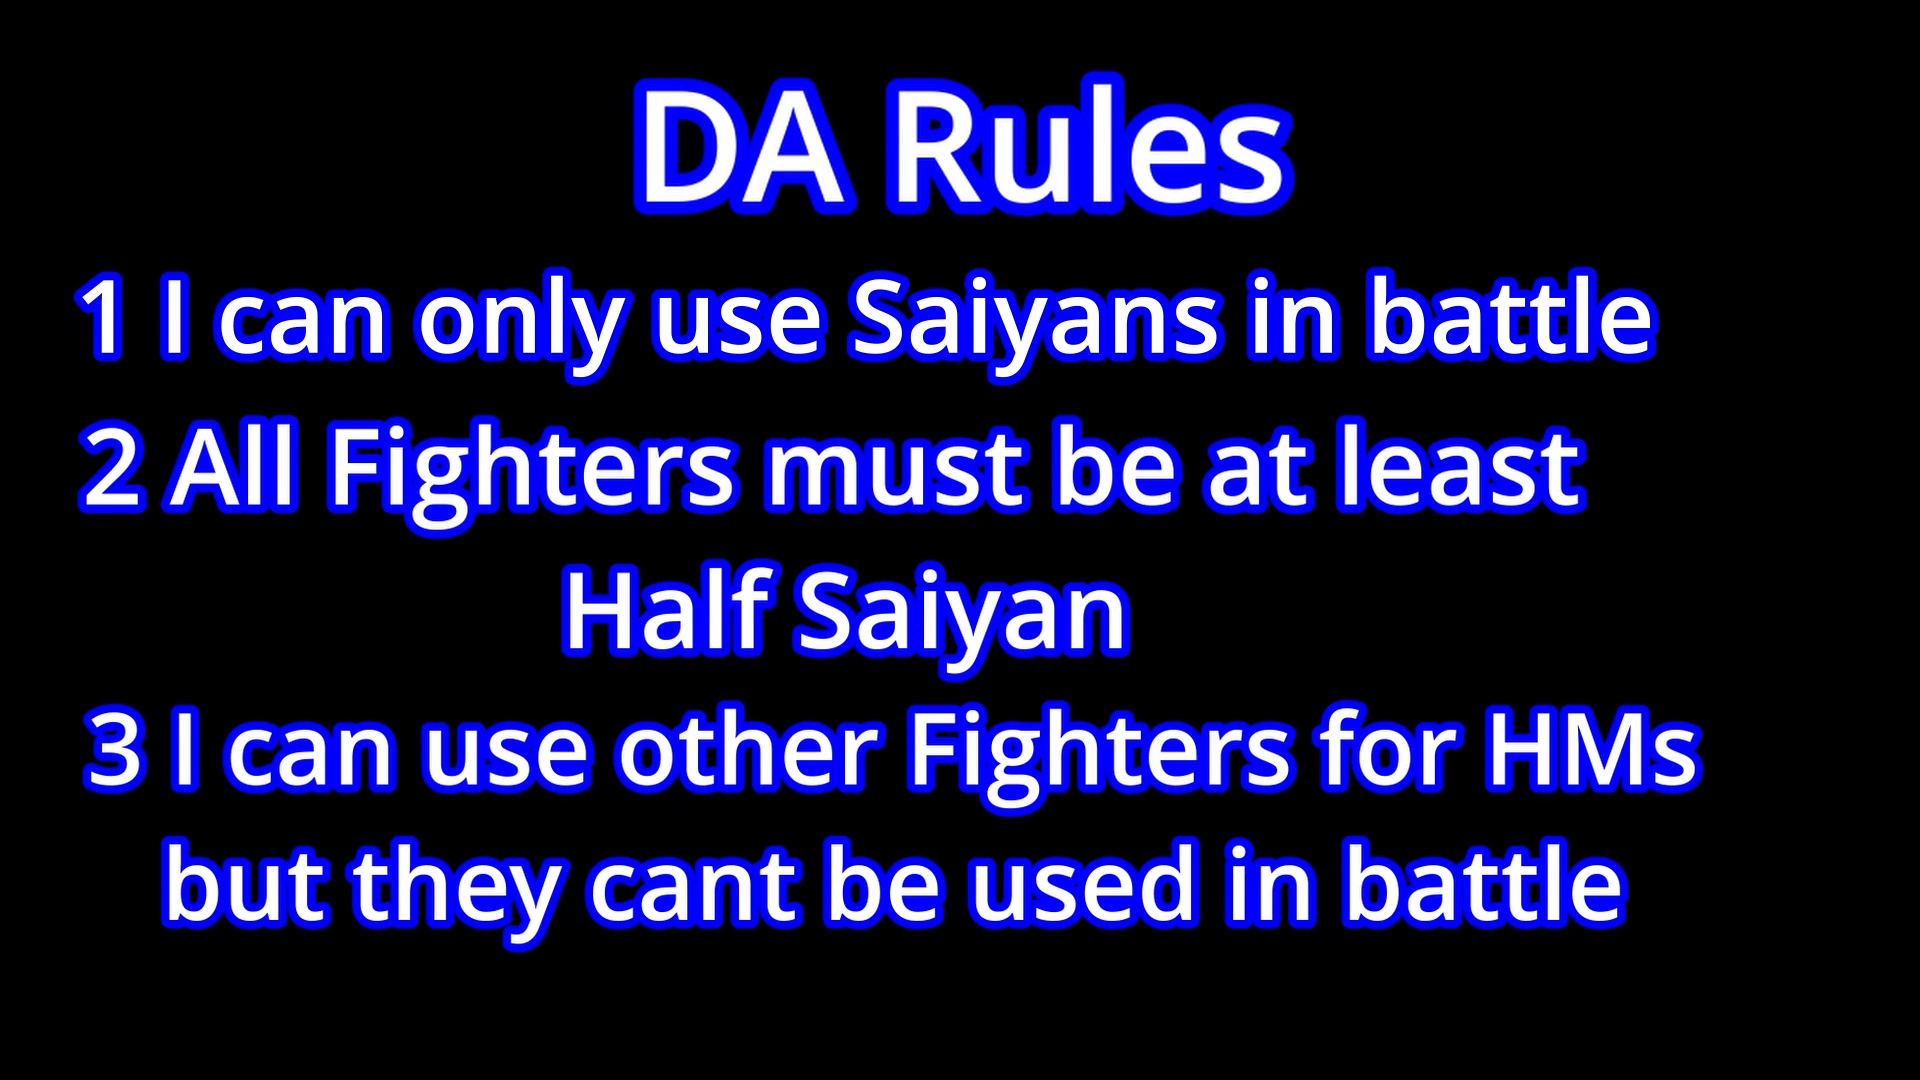 DA Rules
1 I can only use Saiyans in battle
2 All Fighters must be at least
Half Saiyan
3 I can use other Fighters for HMs
but they cant be used in battle